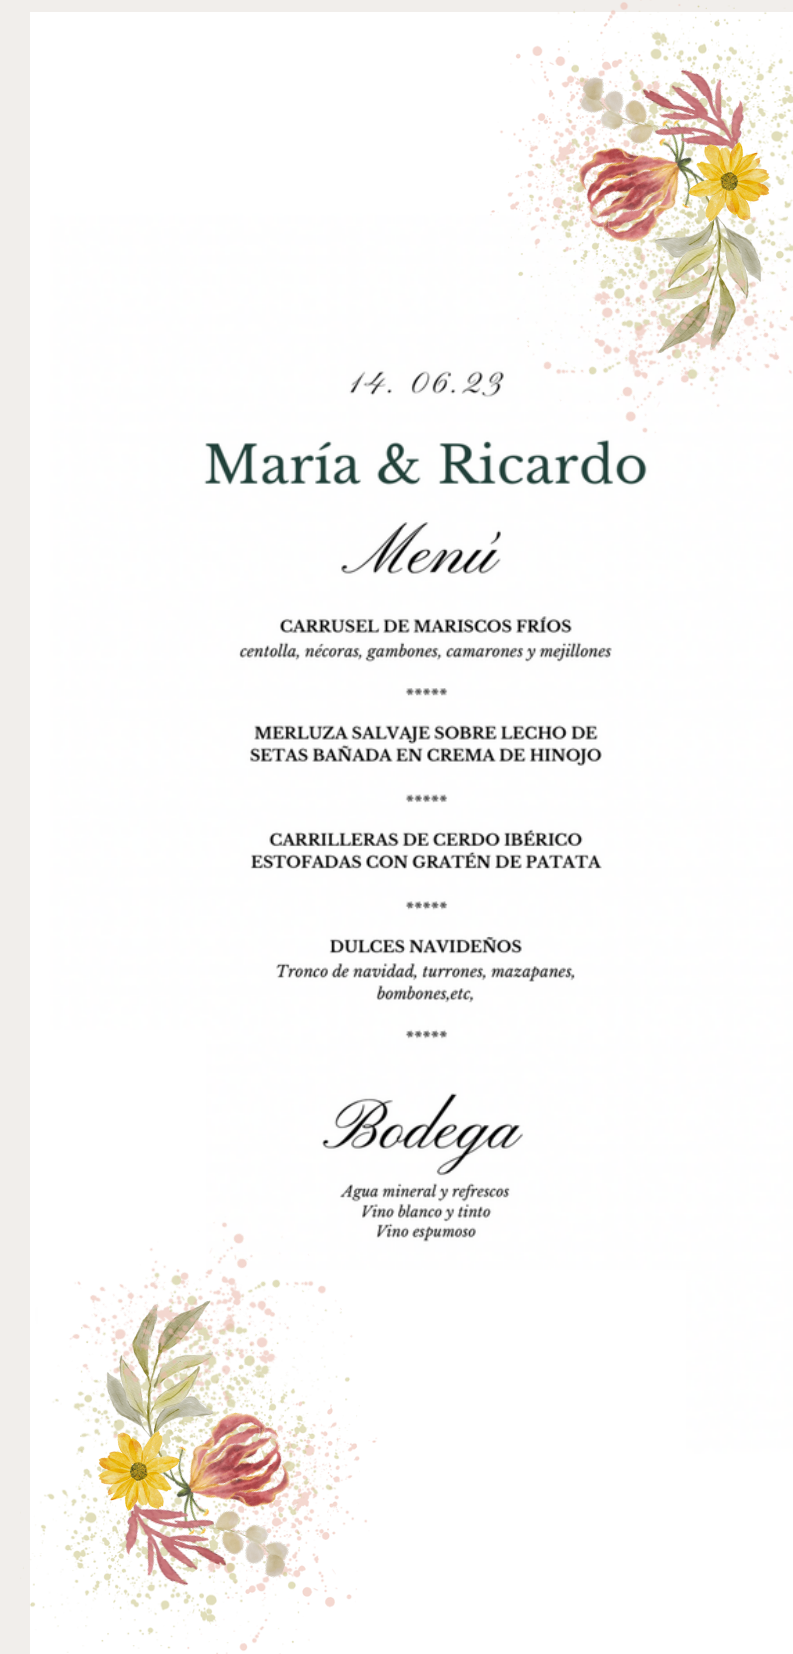 14. 06.23
María & Ricardo
Menú
CARRUSEL DE MARISCOS FRÍOS
centolla, nécoras, gambones, camarones y mejillones
*****
MERLUZA SALVAJE SOBRE LECHO DE
SETAS BAÑADA EN CREMA DE HINOJO
*****
CARRILLERAS DE CERDO IBÉRICO
ESTOFADAS CON GRATÉN DE PATATA
*****
DULCES NAVIDEÑOS
Tronco de navidad, turrones, mazapanes,
bombones,etc,
*****
Bodega
Agua mineral y refrescos
Vino blanco y tinto
Vino espumoso